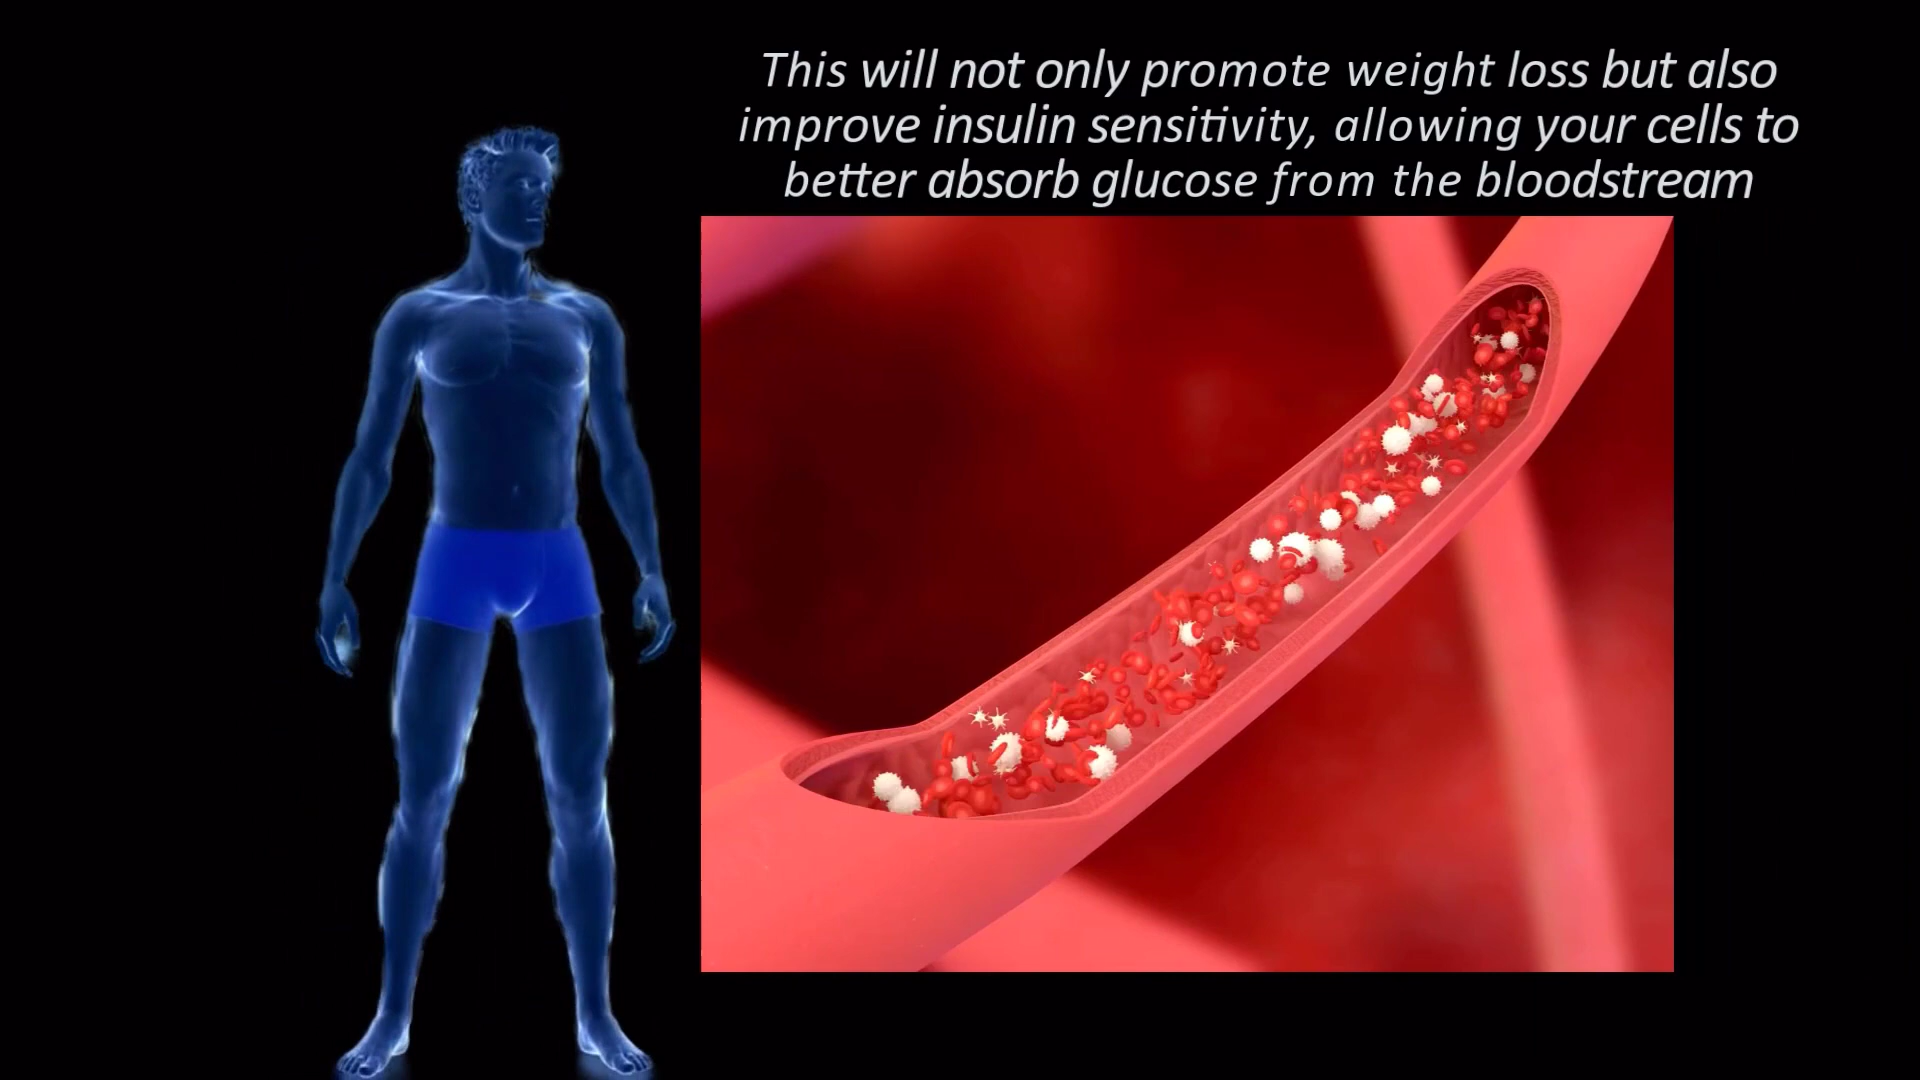 This will not only promote weight loss but also
improve insulin sensitivity, allowing your cells to
better absorb glucose from the bloodstream